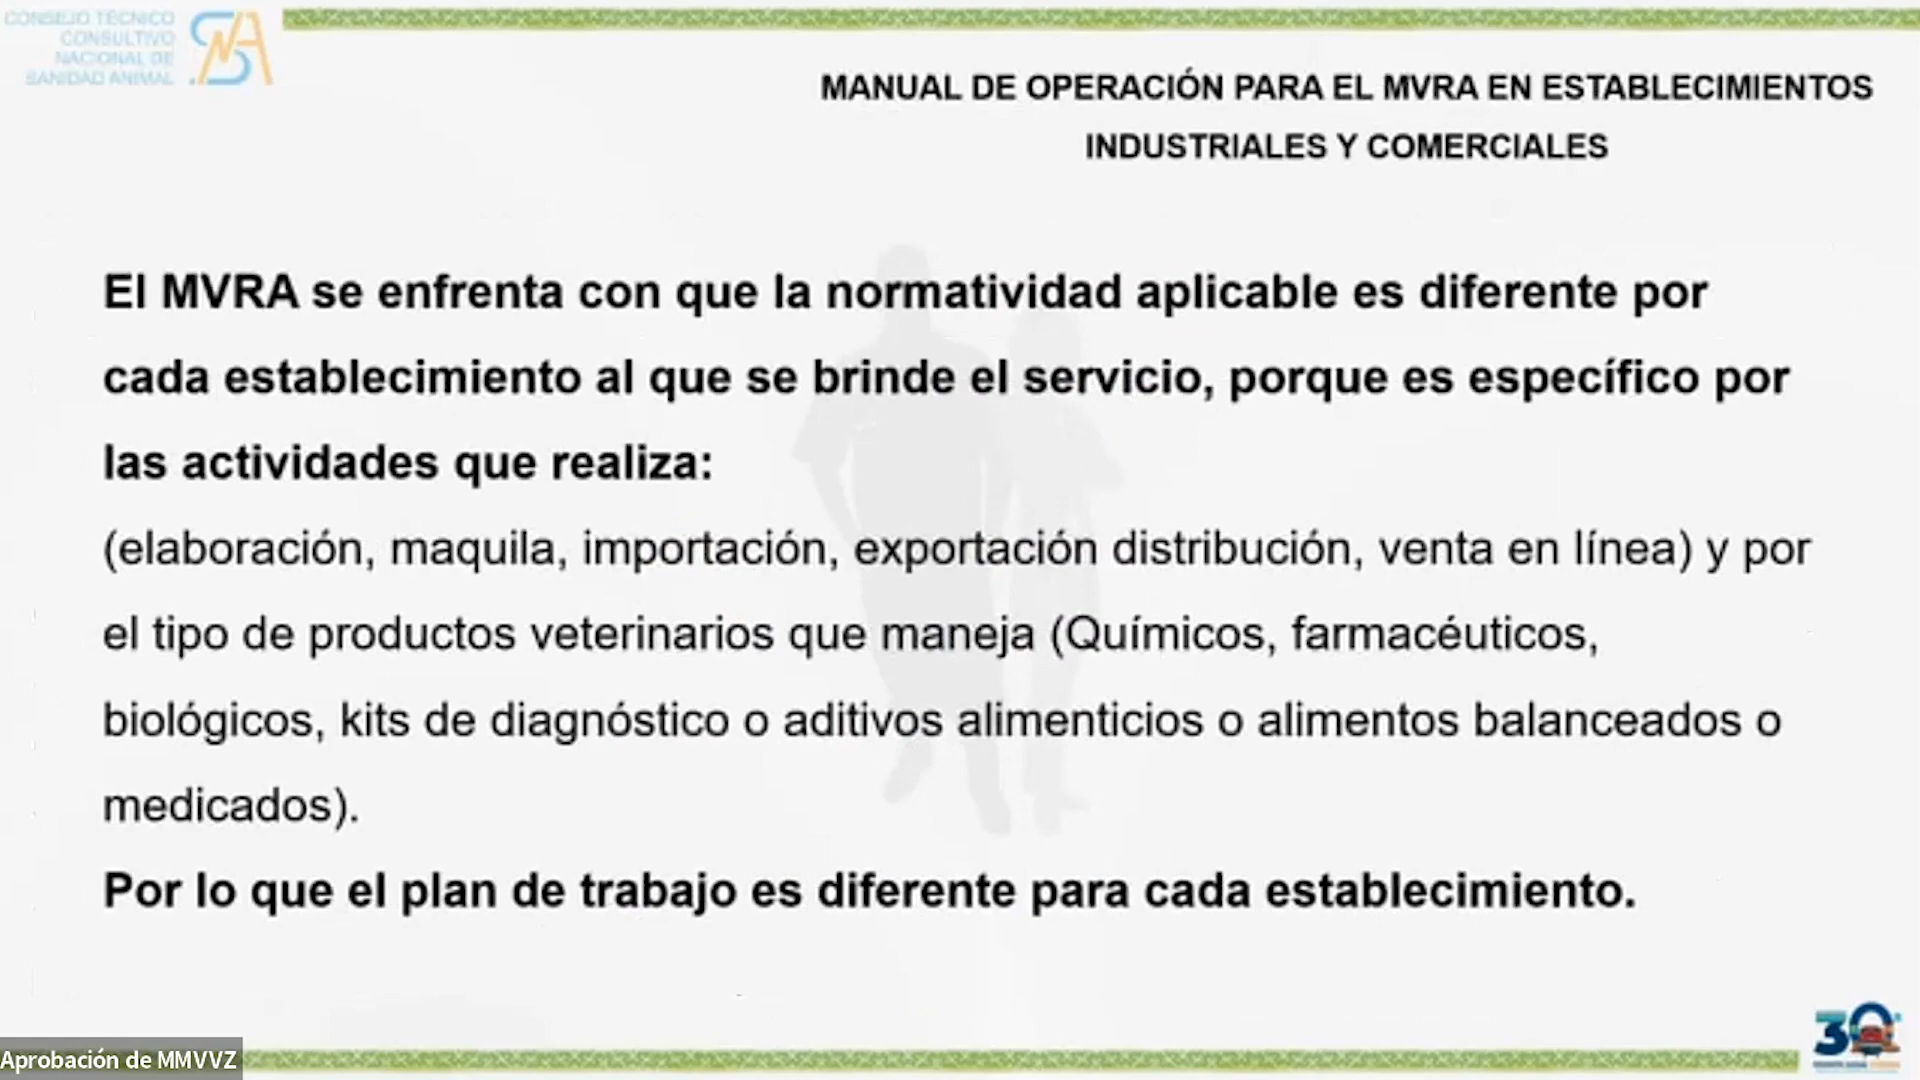 CONSEJO TÉCNICO
CONSULTIVO
NACIONAL DE
SANIDAD ANIMAL
MANUAL DE OPERACIÓN PARA EL MVRA EN ESTABLECIMIENTOS
INDUSTRIALES Y COMERCIALES
El MVRA se enfrenta con que la normatividad aplicable es diferente por
cada establecimiento al que se brinde el servicio, porque es específico por
las actividades que realiza:
(elaboración, maquila, importación, exportación distribución, venta en línea) y por
el tipo de productos veterinarios que maneja (Químicos, farmacéuticos,
biológicos, kits de diagnóstico o aditivos alimenticios o alimentos balanceados o
medicados).
Por lo que el plan de trabajo es diferente para cada establecimiento.
30
Aprobación de MMVVZ